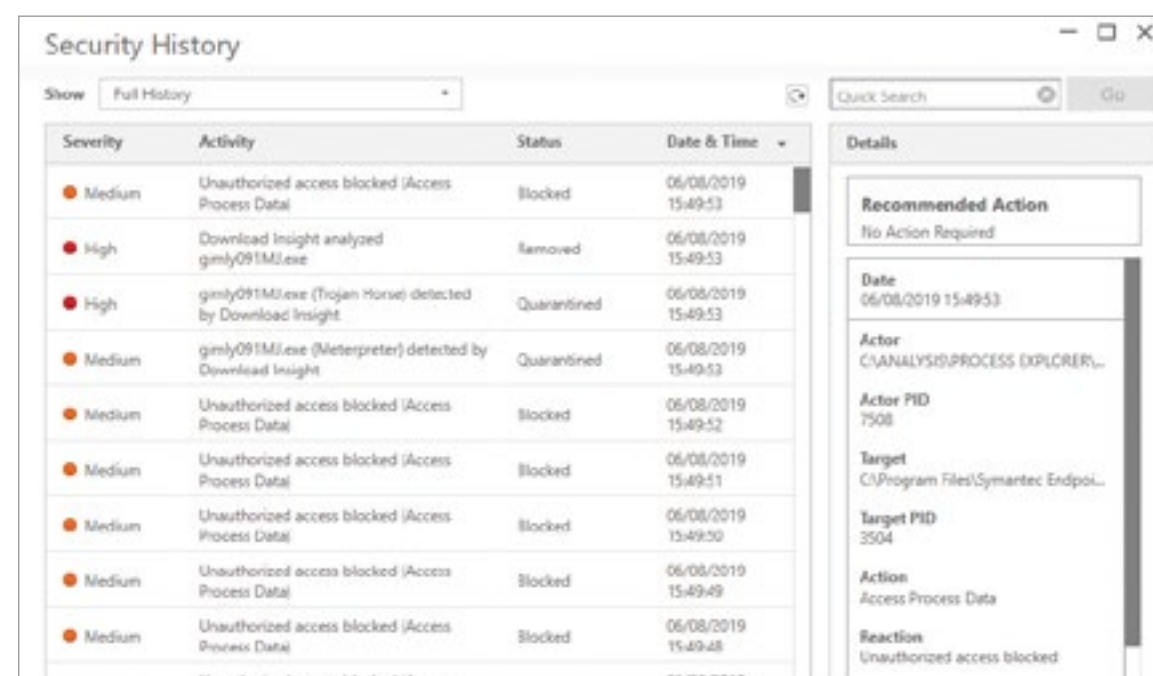 Security History
Show Full History
Quick Search Go
Severity Activity Status Date & Time
Details
Medium Unauthorized access blocked (Access Process Data) Blocked 06/08/2019 15:49:53
High Download Insight analyzed gimly091MJ.exe Removed 06/08/2019 15:49:53
High gimly091MJ.exe (Trojan Horse) detected by Download Insight Quarantined 06/08/2019 15:49:53
Medium gimly091MJ.exe (Meterpreter) detected by Download Insight Quarantined 06/08/2019 15:49:53
Medium Unauthorized access blocked (Access Process Data) Blocked 06/08/2019 15:49:52
Medium Unauthorized access blocked (Access Process Data) Blocked 06/08/2019 15:49:51
Medium Unauthorized access blocked (Access Process Data) Blocked 06/08/2019 15:49:50
Medium Unauthorized access blocked (Access Process Data) Blocked 06/08/2019 15:49:49
Medium Unauthorized access blocked (Access Process Data) Blocked 06/08/2019 15:49:48
Recommended Action
No Action Required
Date
06/08/2019 15:49:53
Actor
C:\ANALYSIS\PROCESS EXPLORER\...
Actor PID
7508
Target
C:\Program Files\Symantec Endpoi...
Target PID
3504
Action
Access Process Data
Reaction
Unauthorized access blocked